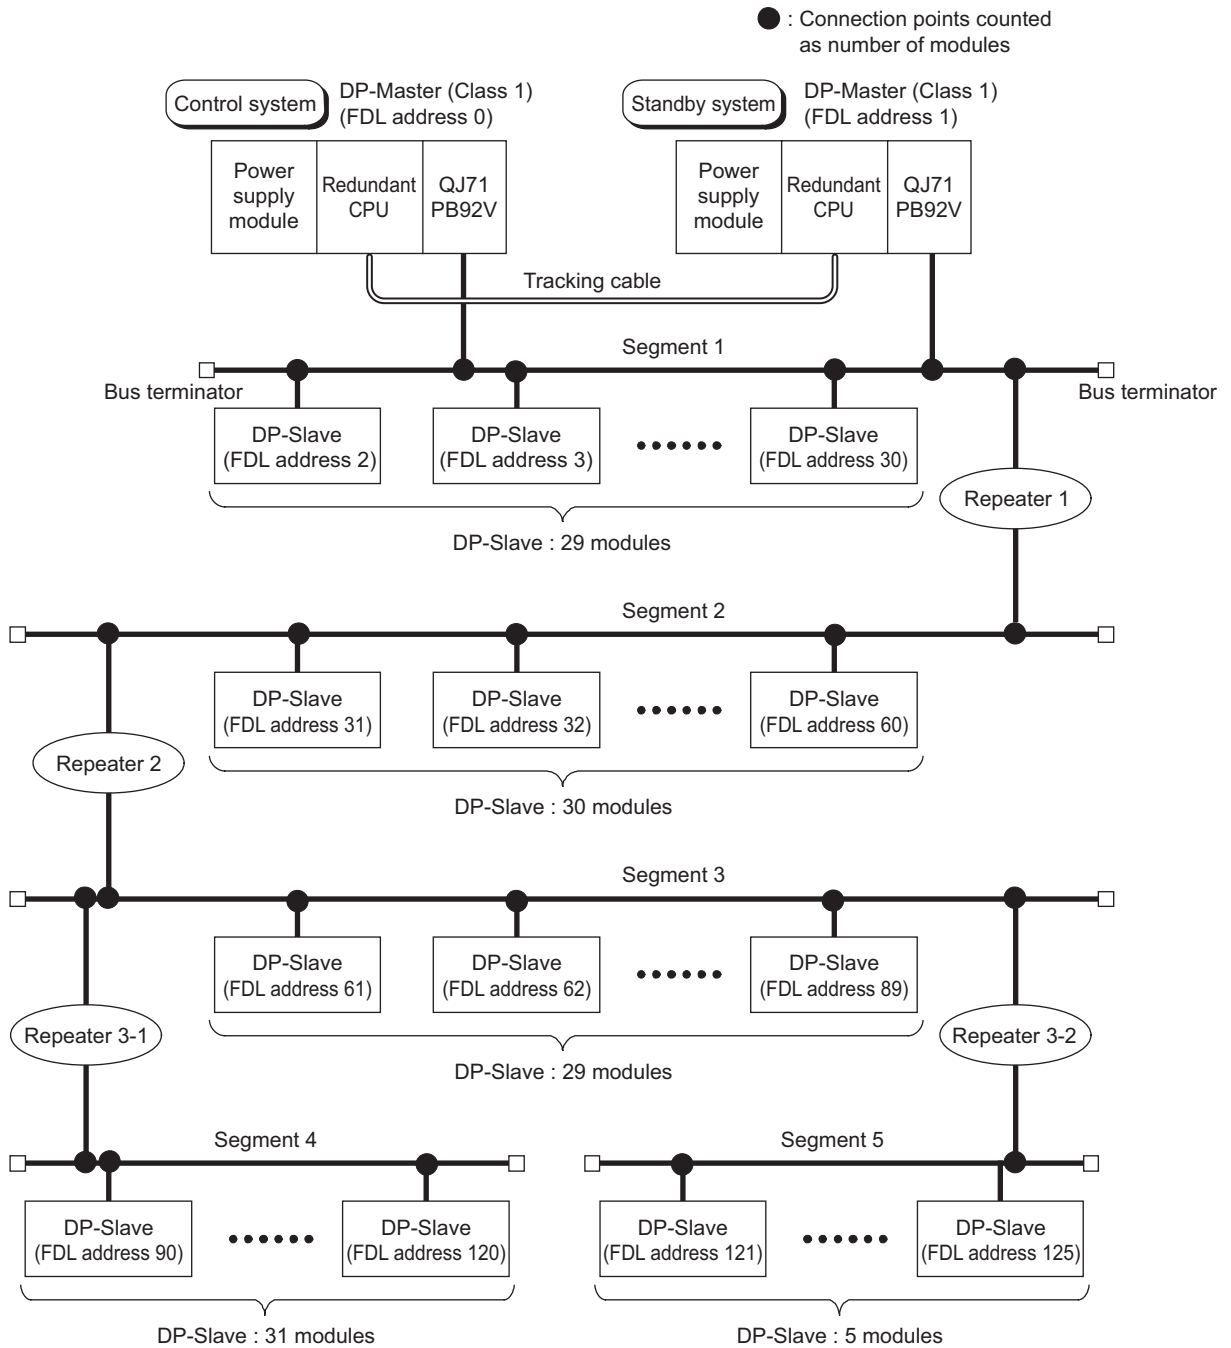 : Connection points counted
as number of modules
Control system
DP-Master (Class 1)
(FDL address 0)
Standby system
DP-Master (Class 1)
(FDL address 1)
Power
supply
module
Redundant
CPU
QJ71
PB92V
Power
supply
module
Redundant
CPU
QJ71
PB92V
Tracking cable
Segment 1
Bus terminator
Bus terminator
DP-Slave
(FDL address 2)
DP-Slave
(FDL address 3)
DP-Slave
(FDL address 30)
Repeater 1
DP-Slave : 29 modules
Segment 2
DP-Slave
(FDL address 31)
DP-Slave
(FDL address 32)
DP-Slave
(FDL address 60)
Repeater 2
DP-Slave : 30 modules
Segment 3
DP-Slave
(FDL address 61)
DP-Slave
(FDL address 62)
DP-Slave
(FDL address 89)
Repeater 3-1
Repeater 3-2
DP-Slave : 29 modules
Segment 4
Segment 5
DP-Slave
(FDL address 90)
DP-Slave
(FDL address 120)
DP-Slave
(FDL address 121)
DP-Slave
(FDL address 125)
DP-Slave : 31 modules
DP-Slave : 5 modules